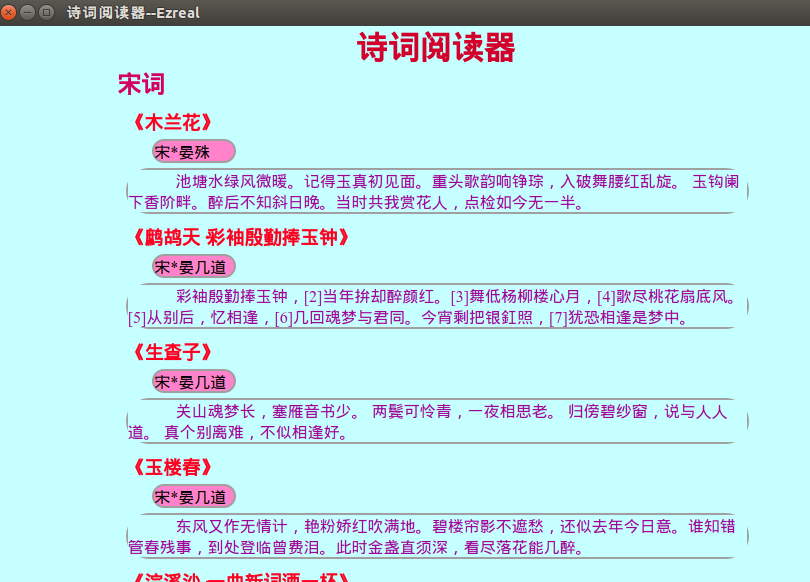 诗词阅读器--Ezreal
诗词阅读器
宋词
《木兰花》
宋*晏殊
池塘水绿风微暖。记得玉真初见面。重头歌韵响铮琮，入破舞腰红乱旋。 玉钩阑
下香阶畔。醉后不知斜日晚。当时共我赏花人，点检如今无一半。
《鹧鸪天 彩袖殷勤捧玉钟》
宋*晏几道
彩袖殷勤捧玉钟，[2]当年拚却醉颜红。[3]舞低杨柳楼心月，[4]歌尽桃花扇底风。
[5]从别后，忆相逢，[6]几回魂梦与君同。今宵剩把银釭照，[7]犹恐相逢是梦中。
《生查子》
宋*晏几道
关山魂梦长，塞雁音书少。 两鬓可怜青，一夜相思老。 归傍碧纱窗，说与人人
道。 真个别离难，不似相逢好。
《玉楼春》
宋*晏几道
东风又作无情计，艳粉娇红吹满地。碧楼帘影不遮愁，还似去年今日意。谁知错
管春残事，到处登临曾费泪。此时金盏直须深，看尽落花能几醉。
《浣溪沙 一曲新词酒一杯》